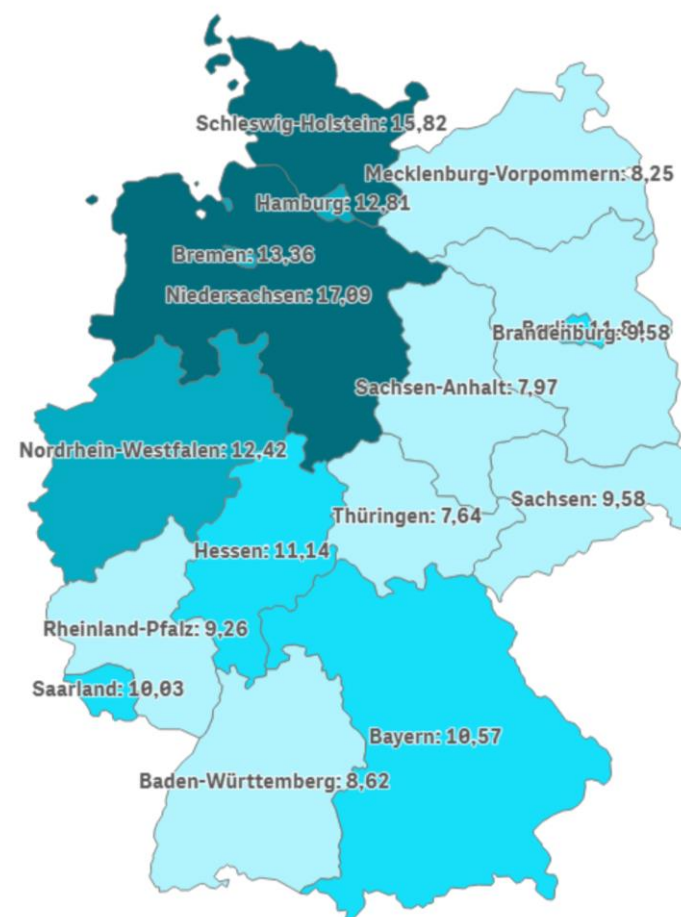 Schleswig-Holstein: 15,82
Mecklenburg-Vorpommern: 8,25
Hamburg: 12,81
Bremen: 13,36
Niedersachsen: 17,09
Brandenburg: 9,58
Sachsen-Anhalt: 7,97
Nordrhein-Westfalen: 12,42
Sachsen: 9,58
Thüringen: 7,64
Hessen: 11,14
Rheinland-Pfalz: 9,26
Saarland: 10,03
Bayern: 10,57
Baden-Württemberg: 8,62